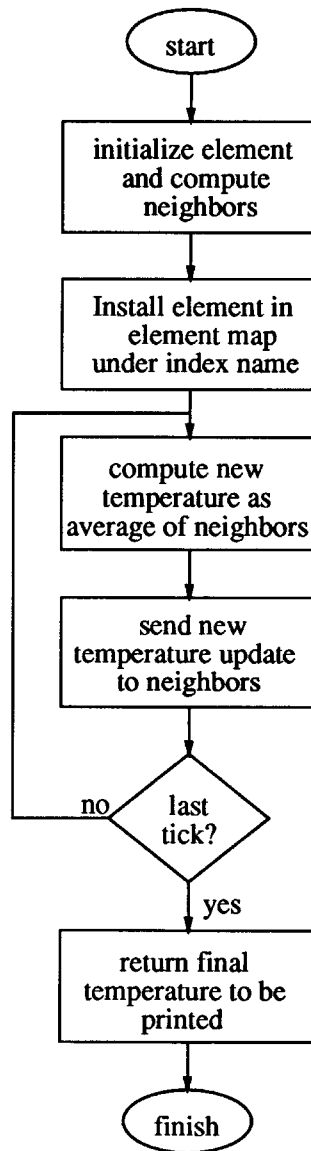 start
initialize element
and compute
neighbors
Install element in
element map
under index name
compute new
temperature as
average of neighbors
send new
temperature update
to neighbors
no
last
tick?
yes
return final
temperature to be
printed
finish